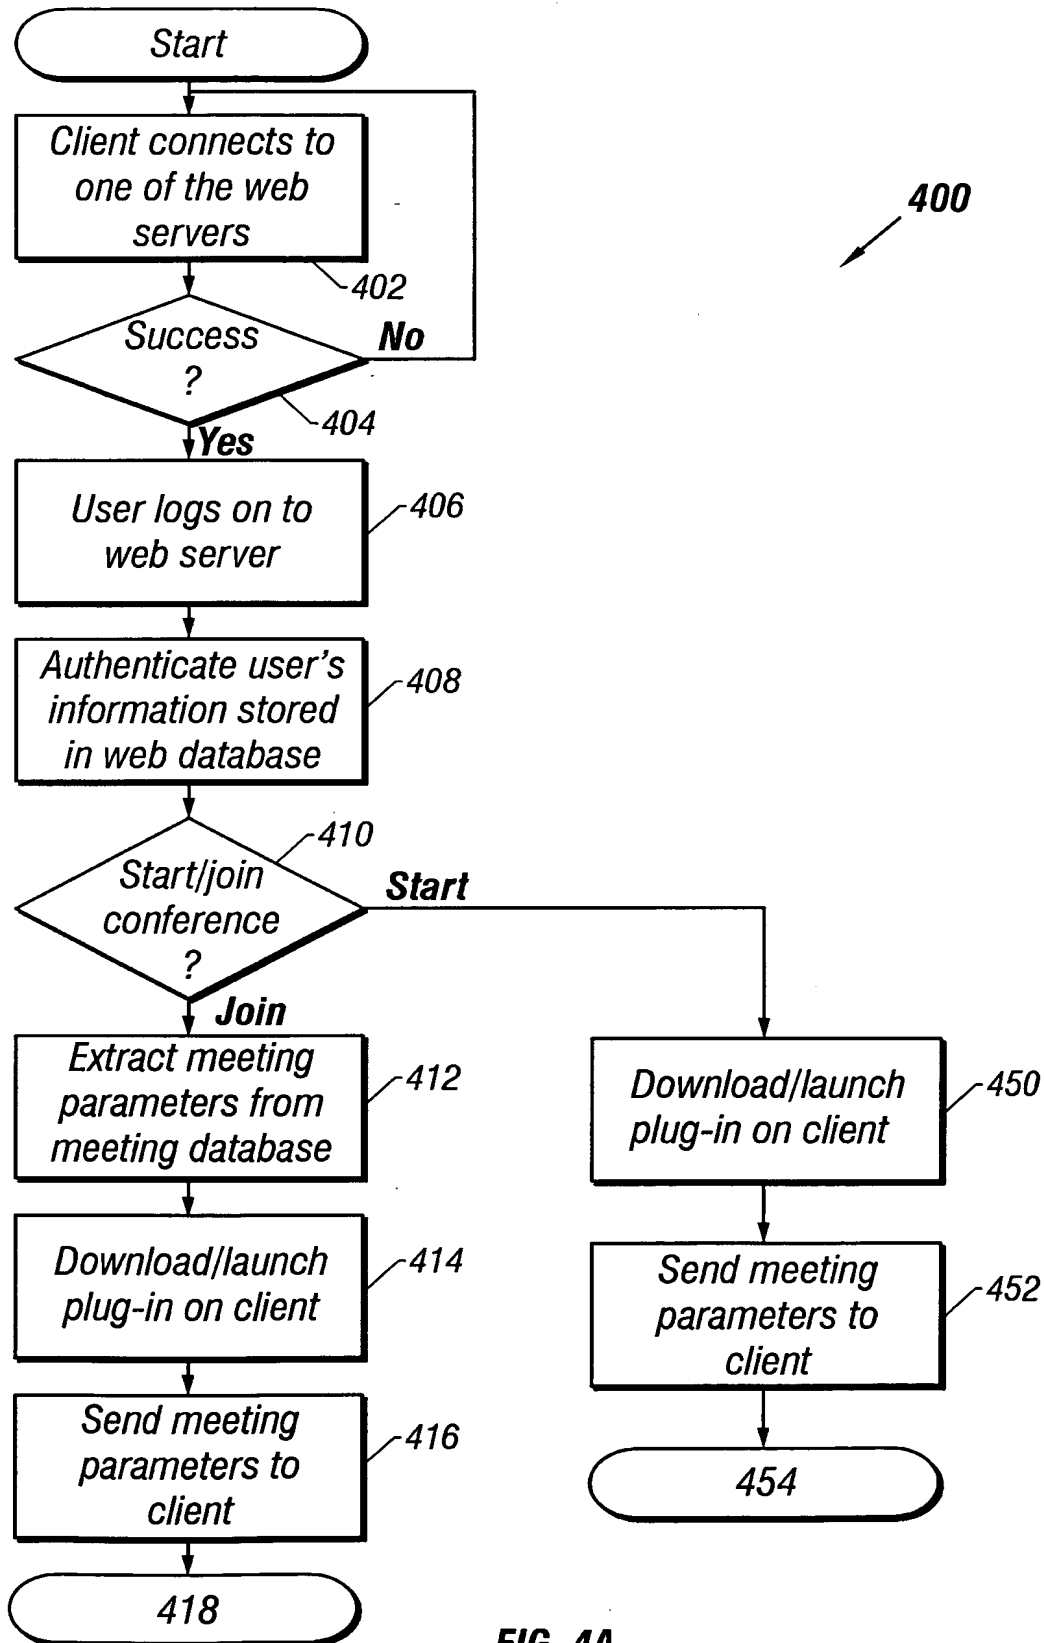 Start
Client connects to
one of the web
servers
402
400
Success
?
No
404
Yes
User logs on to
web server
406
Authenticate user's
information stored
in web database
408
410
Start/join
conference
?
Start
Join
Extract meeting
parameters from
meeting database
412
Download/launch
plug-in on client
414
Send meeting
parameters to
client
416
418
Download/launch
plug-in on client
450
Send meeting
parameters to
client
452
454
FIG. 4A